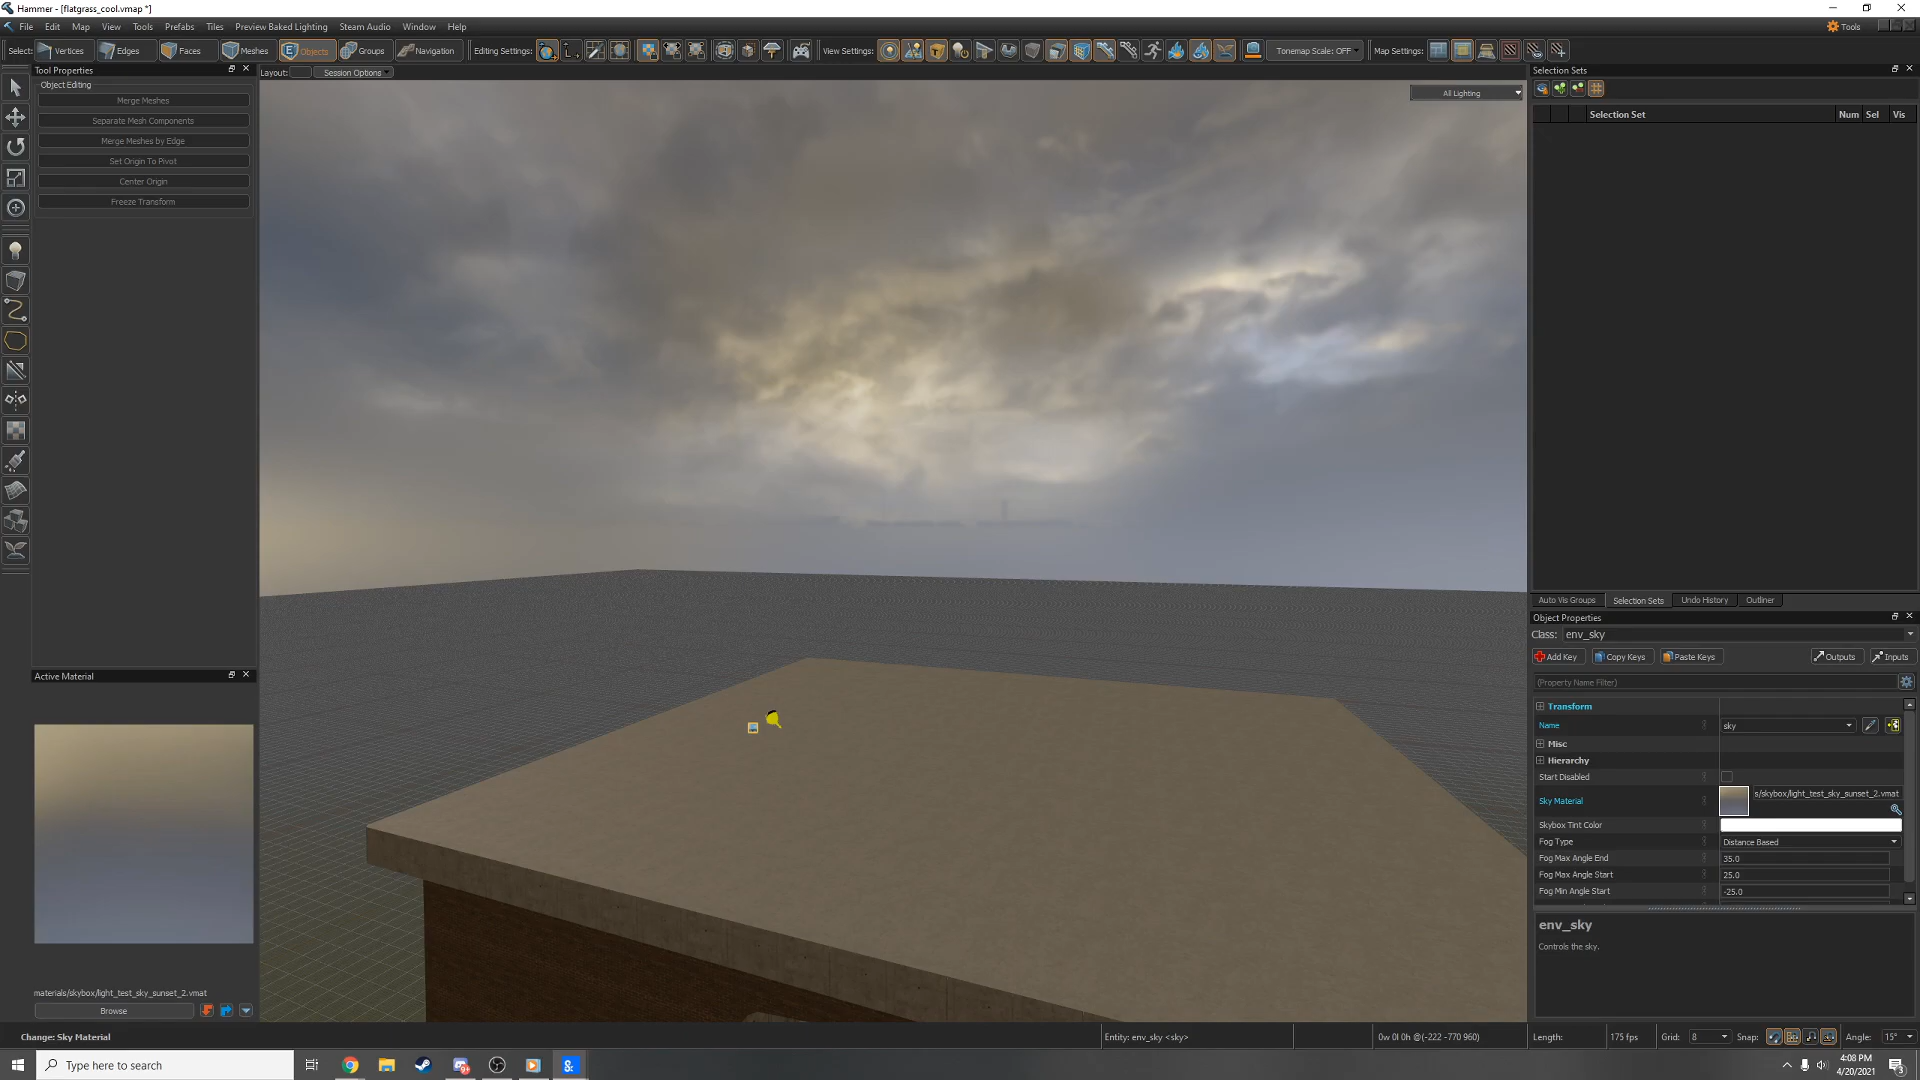 Hammer - [flatgrass_cool.vmap *]
File Edit Map View Tools Prefabs Tiles Preview Baked Lighting Steam Audio Window Help
Tools
Select: Vertices Edges Faces Meshes Objects Groups Navigation Editing Settings: View Settings: Tonemap Scale: OFF Map Settings:
Tool Properties
Layout: Session Options
Selection Sets
Object Editing
Merge Meshes
Separate Mesh Components
Merge Meshes by Edge
Set Origin To Pivot
Center Origin
Freeze Transform
All Lighting
Selection Set Num Sel Vis
Auto Vis Groups Selection Sets Undo History Outliner
Object Properties
Class: env_sky
Add Key Copy Keys Paste Keys Outputs Inputs
(Property Name Filter)
Transform
Name sky
Misc
Hierarchy
Start Disabled
Sky Material s/skybox/light_test_sky_sunset_2.vmat
Skybox Tint Color
Fog Type Distance Based
Fog Max Angle End 35.0
Fog Max Angle Start 25.0
Fog Min Angle Start -25.0
env_sky
Controls the sky.
Active Material
materials/skybox/light_test_sky_sunset_2.vmat
Browse
Change: Sky Material
Entity: env_sky <sky> 0w 0l 0h @(-222 -770 960) Length: 175 fps Grid: 8 Snap: Angle: 15°
Type here to search
4:08 PM
4/20/2021